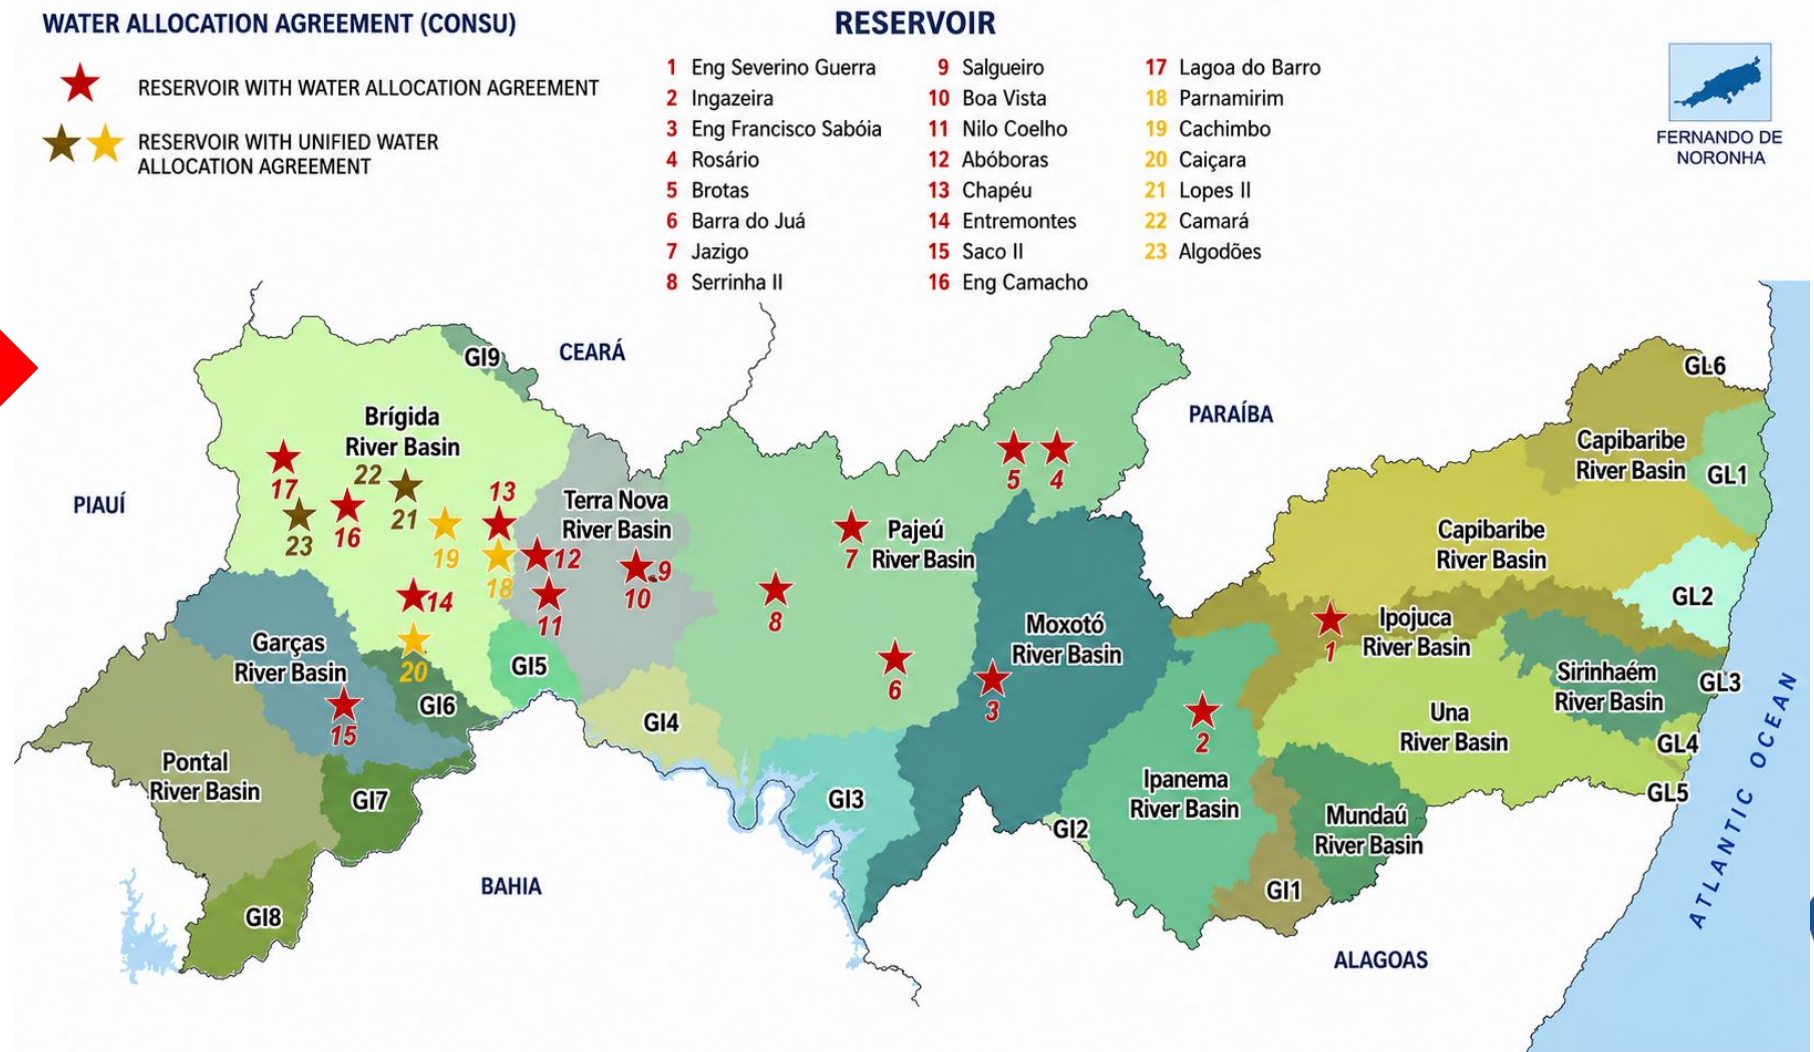 WATER ALLOCATION AGREEMENT (CONSU)
RESERVOIR WITH WATER ALLOCATION AGREEMENT
RESERVOIR WITH UNIFIED WATER
ALLOCATION AGREEMENT
RESERVOIR
1 Eng Severino Guerra
2 Ingazeira
3 Eng Francisco Sabóia
4 Rosário
5 Brotas
6 Barra do Juá
7 Jazigo
8 Serrinha II
9 Salgueiro
10 Boa Vista
11 Nilo Coelho
12 Abóboras
13 Chapéu
14 Entremontes
15 Saco II
16 Eng Camacho
17 Lagoa do Barro
18 Parnamirim
19 Cachimbo
20 Caiçara
21 Lopes II
22 Camará
23 Algodões
FERNANDO DE
NORONHA
CEARÁ
PARAÍBA
PIAUÍ
BAHIA
ALAGOAS
ATLANTIC OCEAN
GI9
Brígida
River Basin
17
22
21
23
16
19
13
18
14
20
Terra Nova
River Basin
12
9
10
11
GI5
Garças
River Basin
15
GI6
Pontal
River Basin
GI7
GI8
GI4
5
4
7
Pajeú
River Basin
8
6
GI3
Moxotó
River Basin
3
GI2
2
Ipanema
River Basin
GI1
Mundaú
River Basin
GL6
Capibaribe
River Basin
GL1
Capibaribe
River Basin
GL2
1
Ipojuca
River Basin
Sirinhaém
River Basin
GL3
Una
River Basin
GL4
GL5